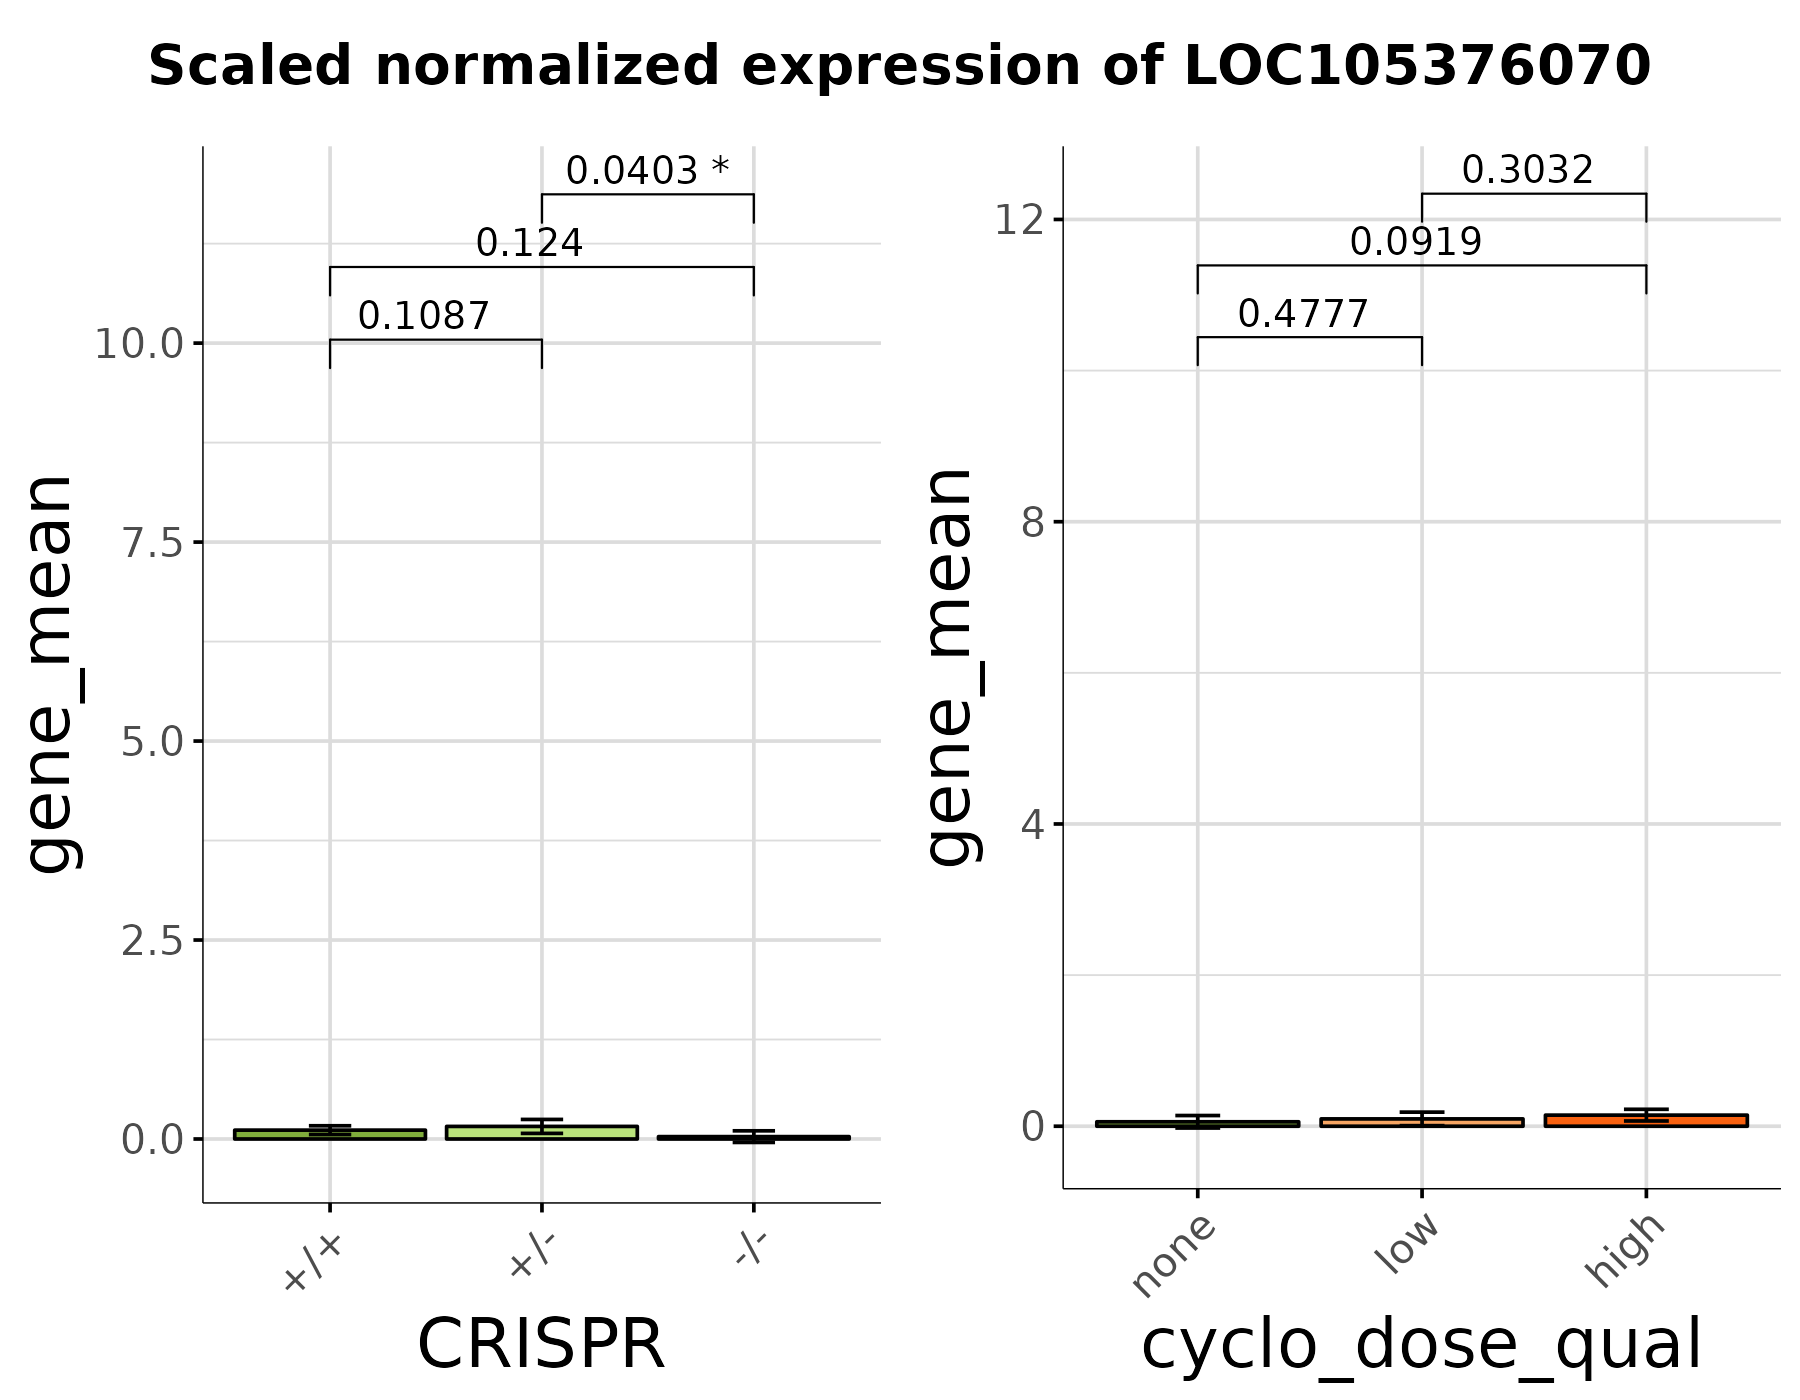 Scaled normalized expression of LOC105376070
gene_mean
10.0
7.5
5.0
2.5
0.0
0.0403 *
0.124
0.1087
+/+
+/-
-/-
CRISPR
gene_mean
12
8
4
0
0.3032
0.0919
0.4777
none
low
high
cyclo_dose_qual